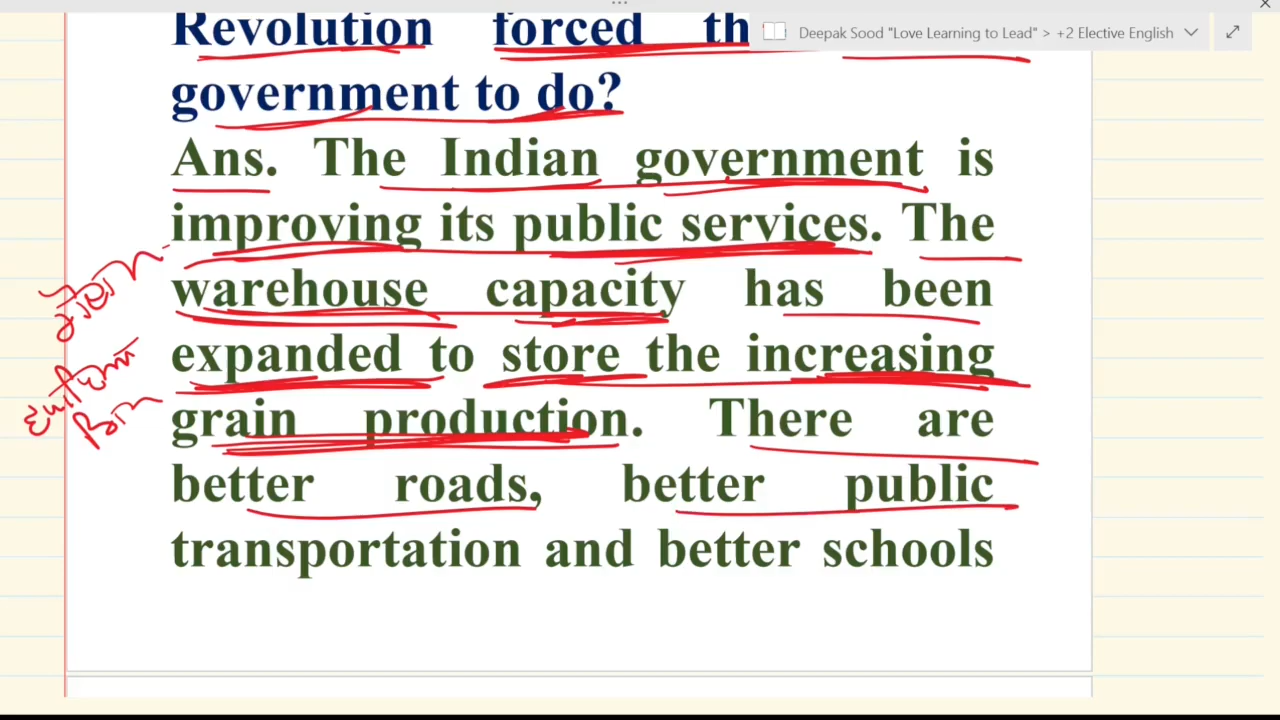 Revolution forced th
Deepak Sood "Love Learning to Lead" > +2 Elective English
government to do?
Ans. The Indian government is
improving its public services. The
warehouse capacity has been
expanded to store the increasing
grain production. There are
better roads, better public
transportation and better schools